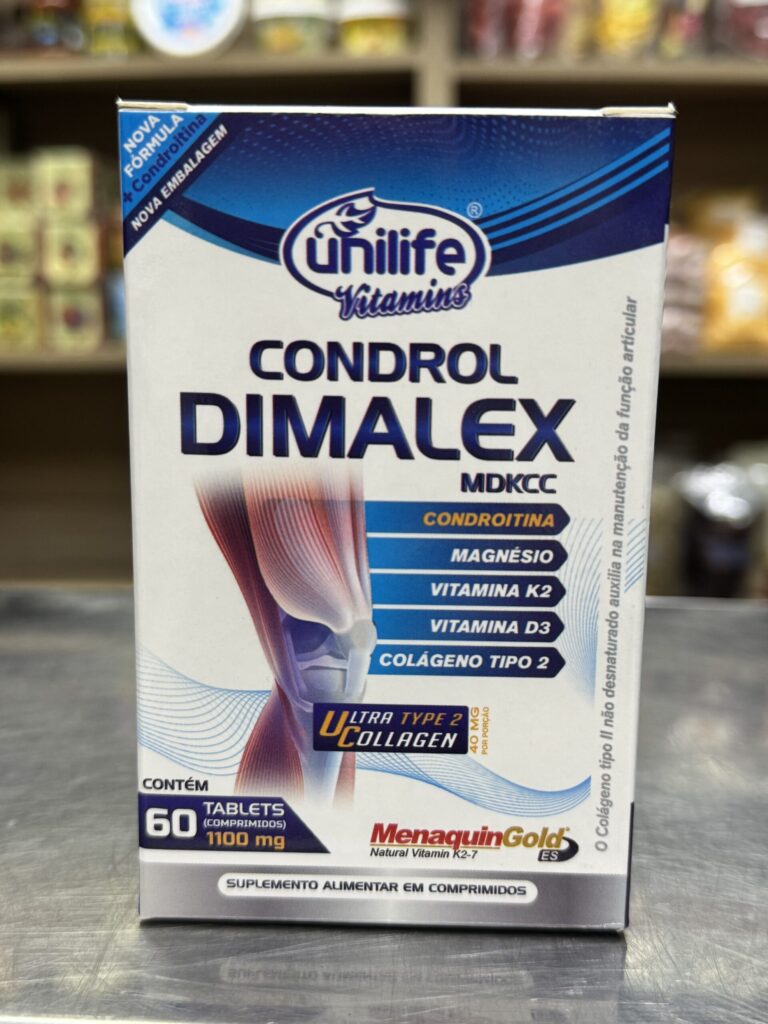 NOVA
FÓRMULA
+ Condroitina
NOVA EMBALAGEM
unilife®
Vitamins
CONDROL
DIMALEX
MDKCC
CONDROITINA
MAGNÉSIO
VITAMINA K2
VITAMINA D3
COLÁGENO TIPO 2
ULTRA TYPE 2
COLLAGEN
40 MG
POR PORÇÃO
O Colágeno tipo II não desnaturado auxilia na manutenção da função articular
CONTÉM
60 TABLETS
(COMPRIMIDOS)
1100 mg
MenaquinGold®
Natural Vitamin K2-7
ES
SUPLEMENTO ALIMENTAR EM COMPRIMIDOS